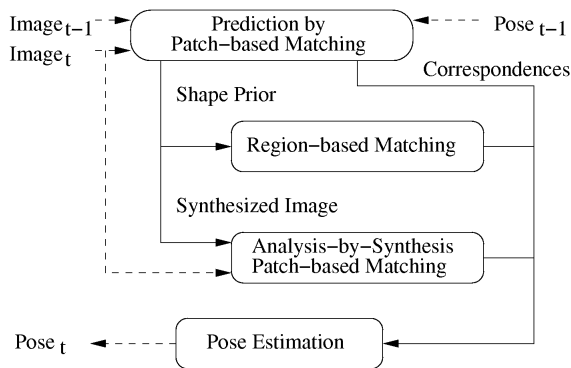 Image t−1
Prediction by
Patch−based Matching
Pose t−1
Image t
Correspondences
Shape Prior
Region−based Matching
Synthesized Image
Analysis−by−Synthesis
Patch−based Matching
Pose t
Pose Estimation